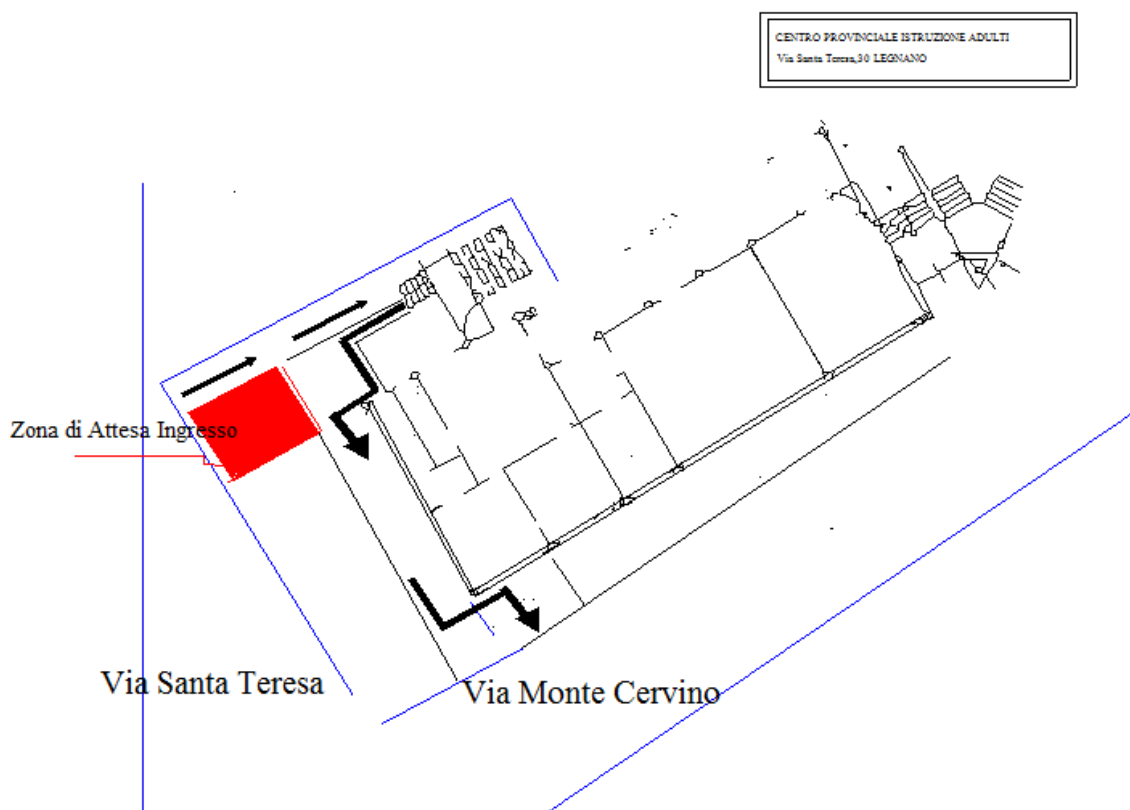 CENTRO PROVINCIALE ISTRUZIONE ADULTI
Via Santa Teresa,30 LEGNANO
Zona di Attesa Ingresso
Via Santa Teresa
Via Monte Cervino